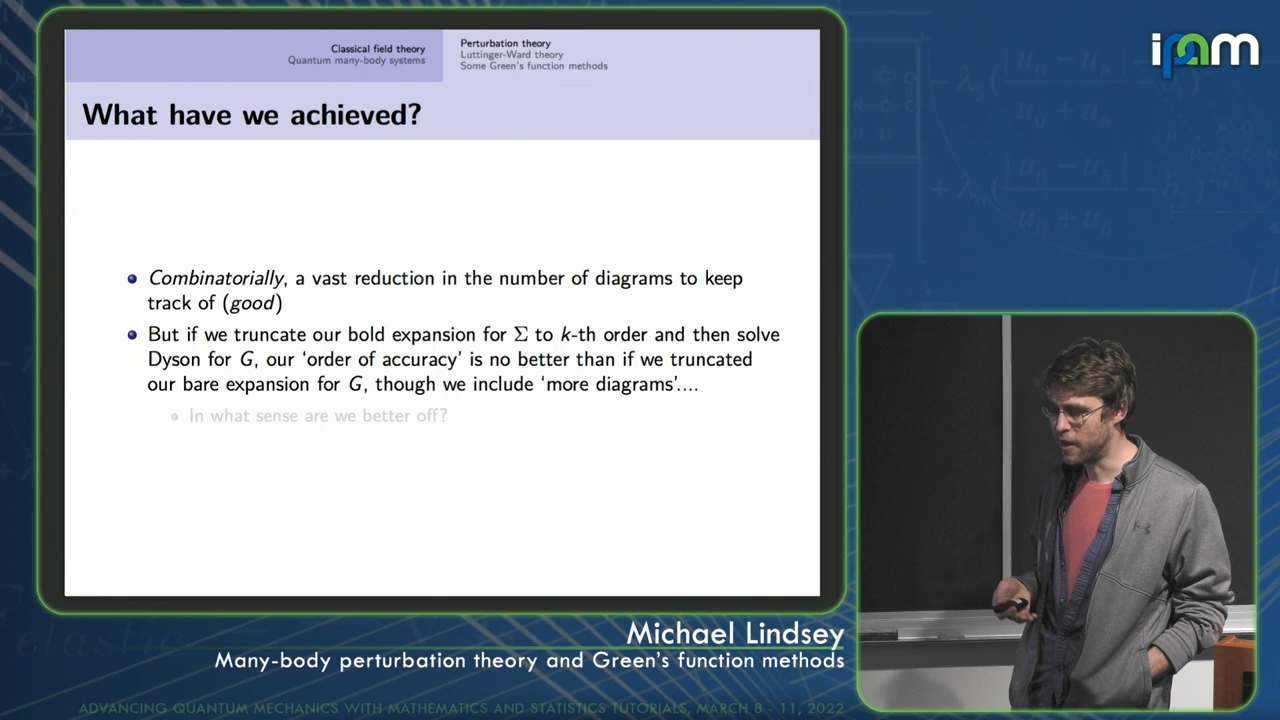 Classical field theory
Quantum many-body systems
Perturbation theory
Luttinger-Ward theory
Some Green's function methods
What have we achieved?
Combinatorially, a vast reduction in the number of diagrams to keep
track of (good)
But if we truncate our bold expansion for Σ to k-th order and then solve
Dyson for G, our 'order of accuracy' is no better than if we truncated
our bare expansion for G, though we include 'more diagrams'....
In what sense are we better off?
ipam
Michael Lindsey
Many-body perturbation theory and Green's function methods
ADVANCING QUANTUM MECHANICS WITH MATHEMATICS AND STATISTICS TUTORIALS, MARCH 8 - 11, 2022